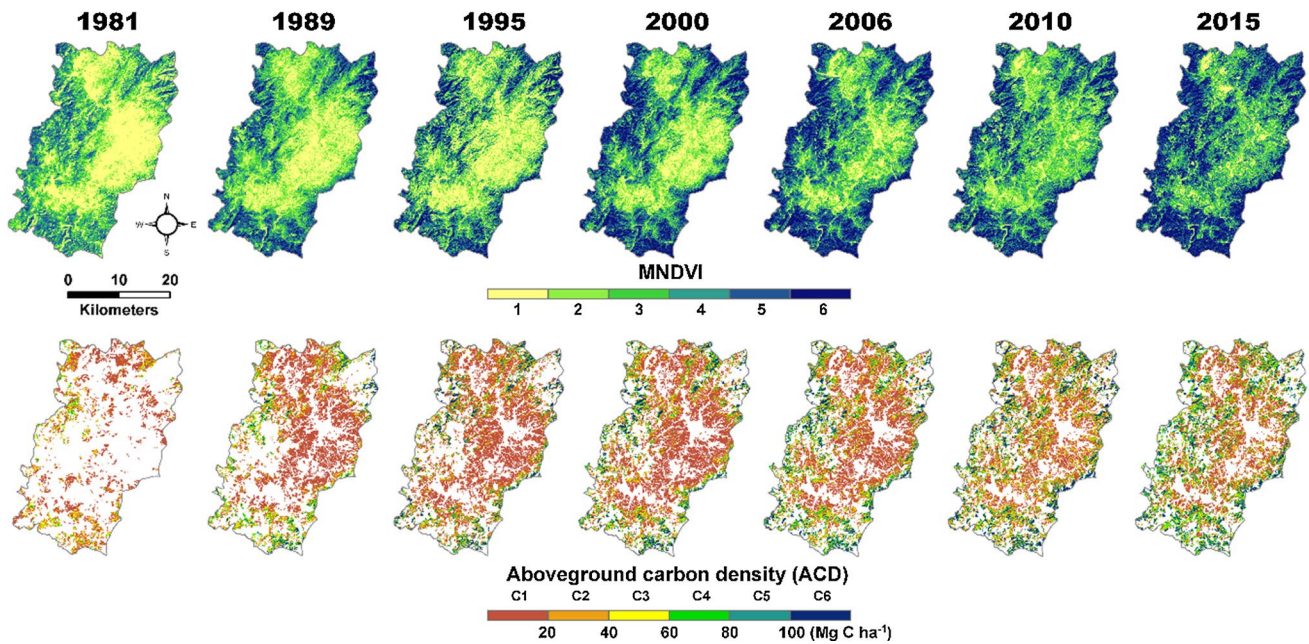 1981 1989 1995 2000 2006 2010 2015
N
W E
S
0 10 20
Kilometers
MNDVI
1 2 3 4 5 6
Aboveground carbon density (ACD)
C1 C2 C3 C4 C5 C6
20 40 60 80 100 (Mg C ha⁻¹)